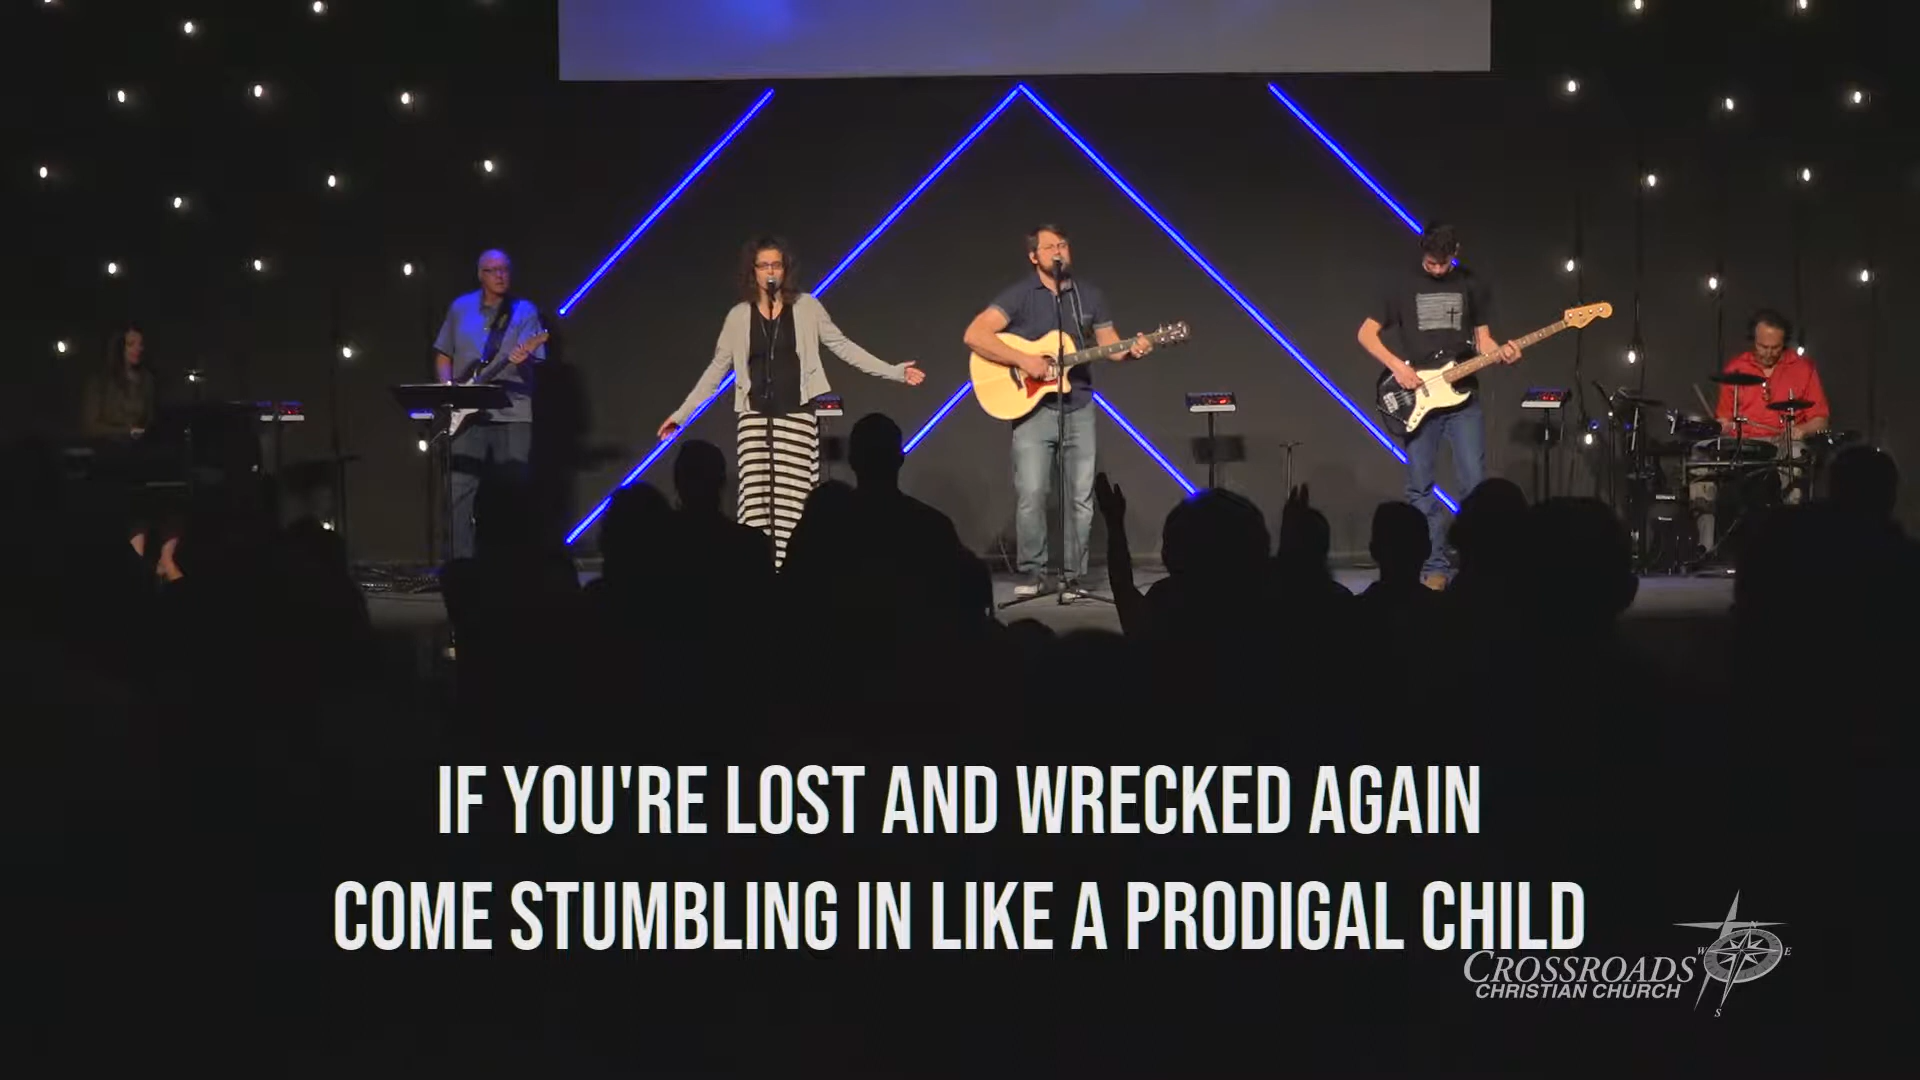 IF YOU'RE LOST AND WRECKED AGAIN
COME STUMBLING IN LIKE A PRODIGAL CHILD
CROSSROADS
CHRISTIAN CHURCH
N
W
E
S